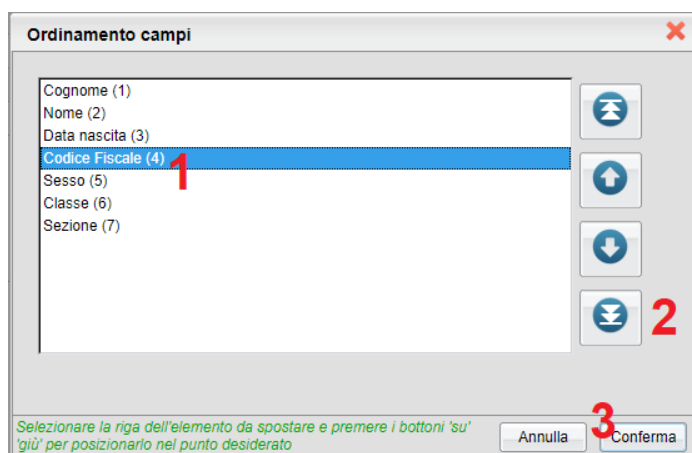 Ordinamento campi
Cognome (1)
Nome (2)
Data nascita (3)
Codice Fiscale (4)
1
Sesso (5)
Classe (6)
Sezione (7)
2
3
Selezionare la riga dell'elemento da spostare e premere i bottoni 'su'
'giù' per posizionarlo nel punto desiderato
Annulla
Conferma